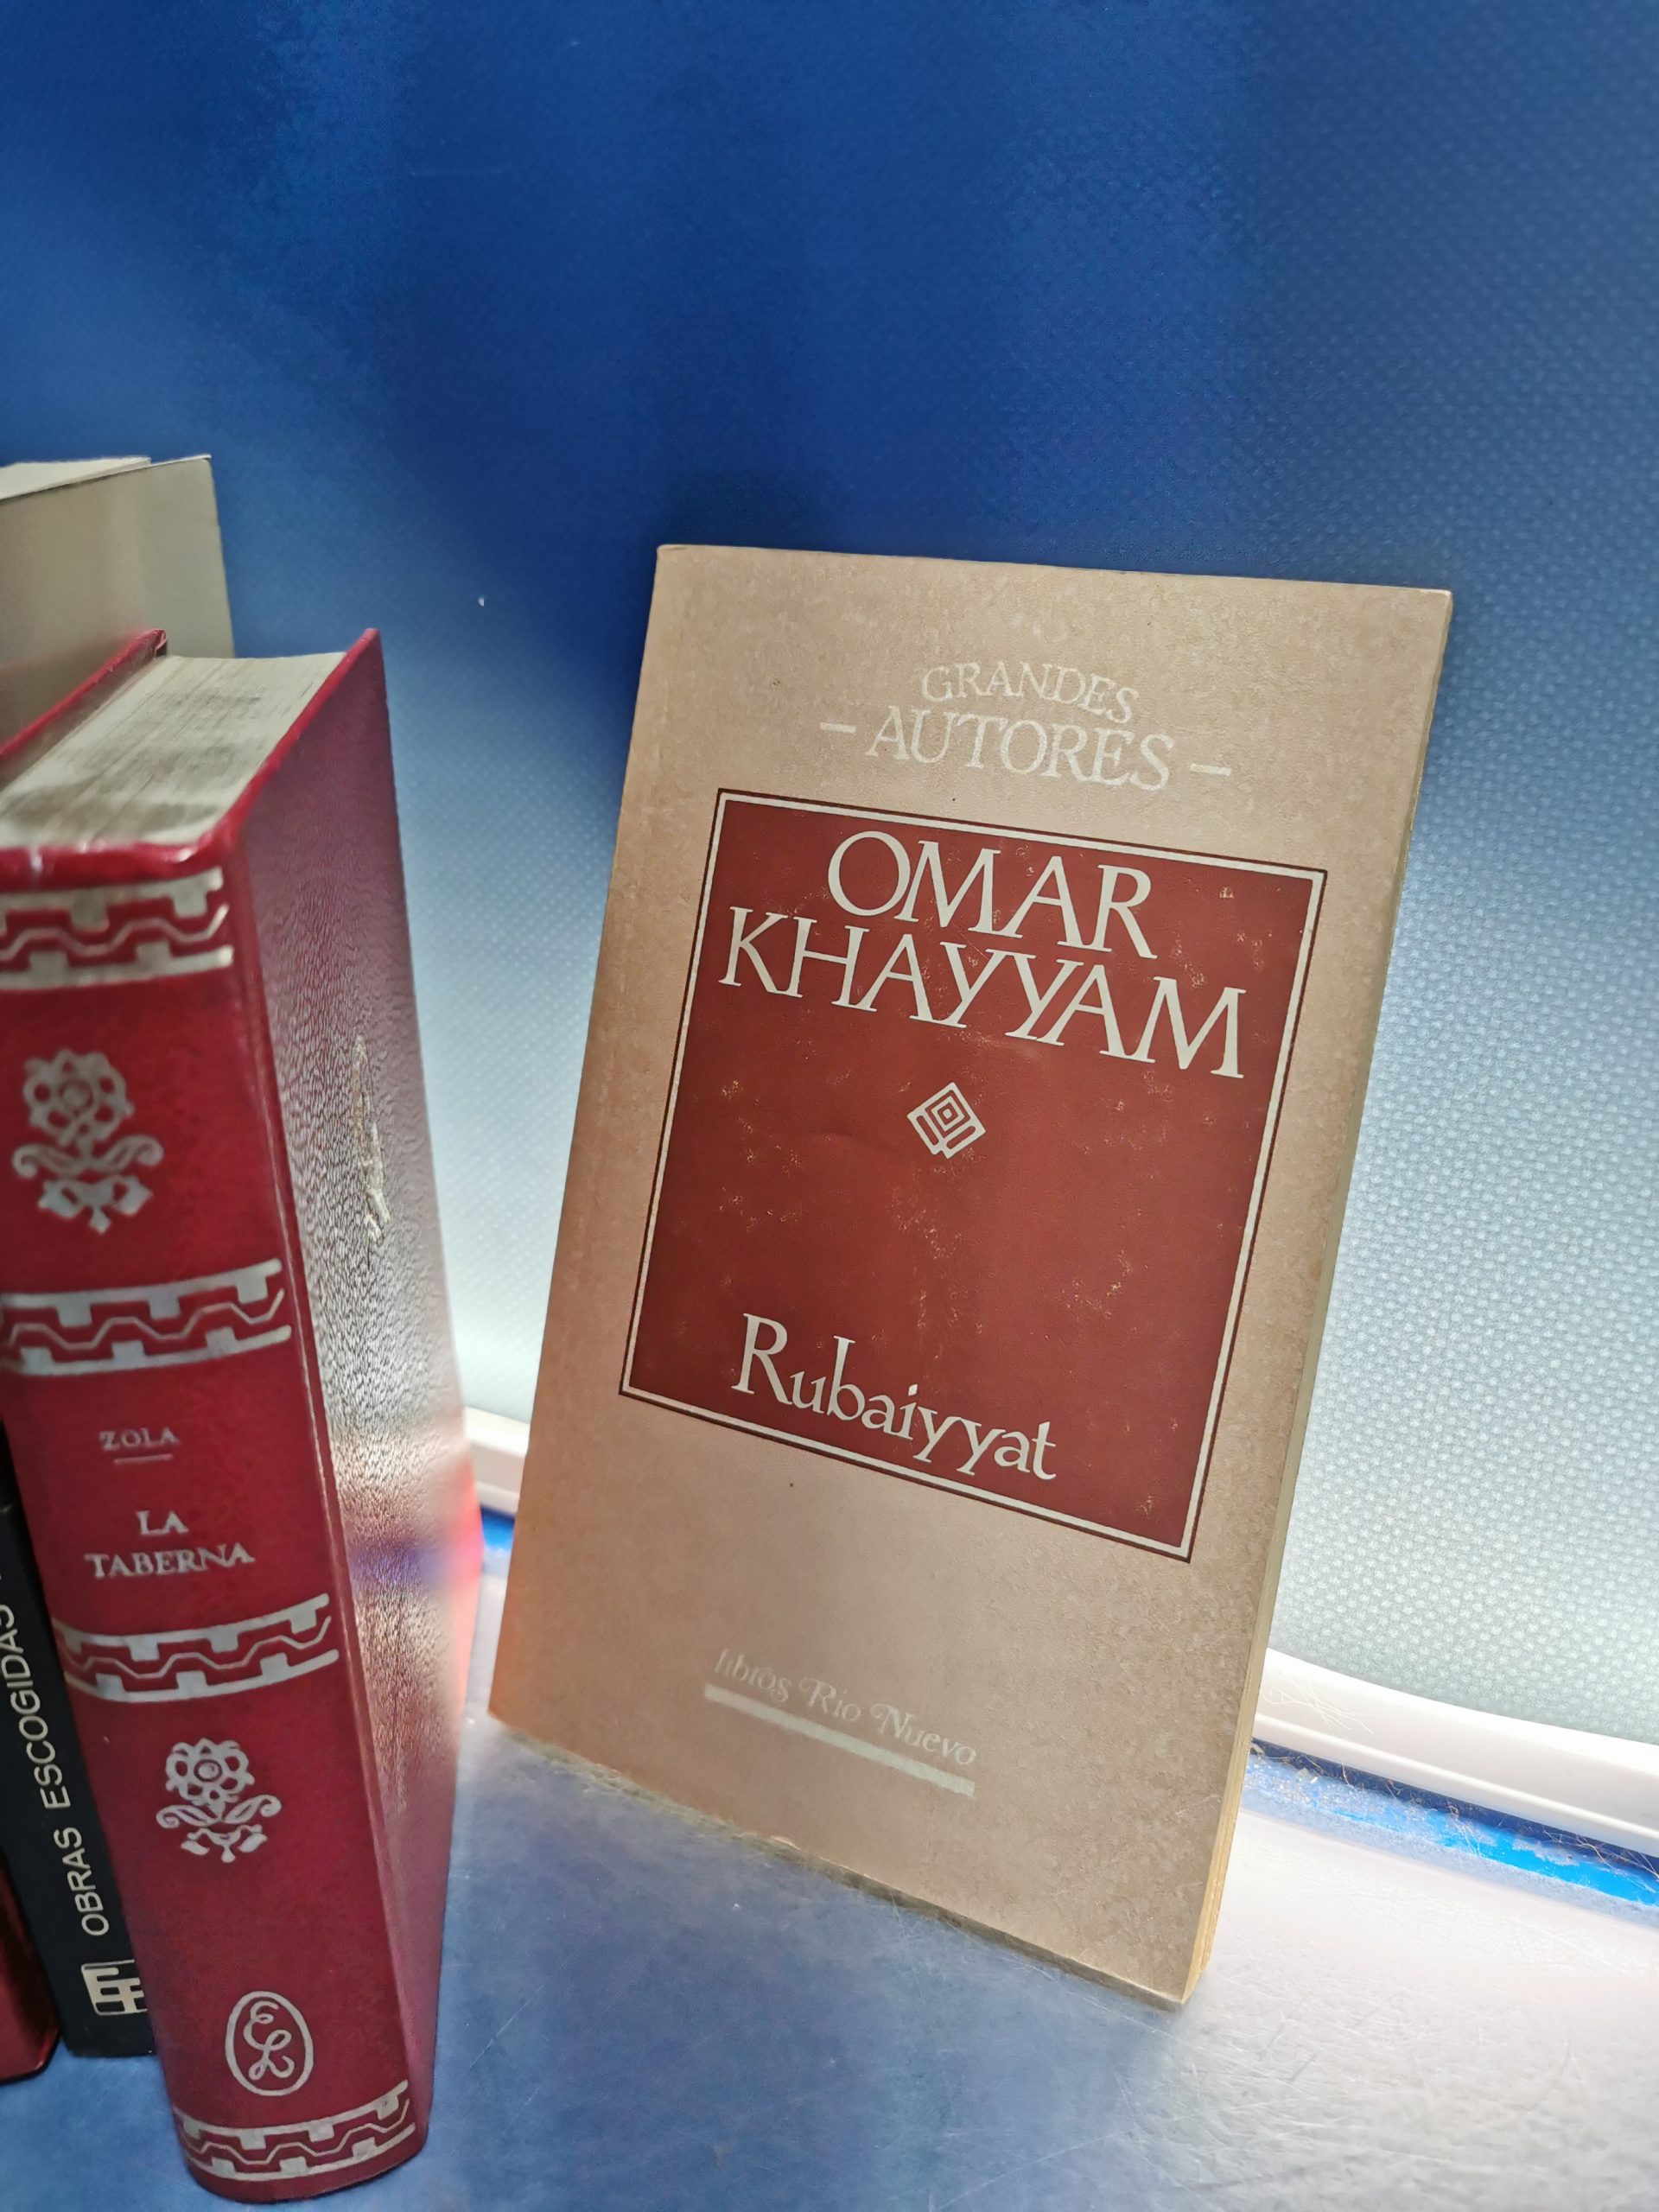 GRANDES
- AUTORES -
OMAR
KHAYYAM
Rubaiyyat
libros Río Nuevo
ZOLA
LA
TABERNA
OBRAS ESCOGIDAS